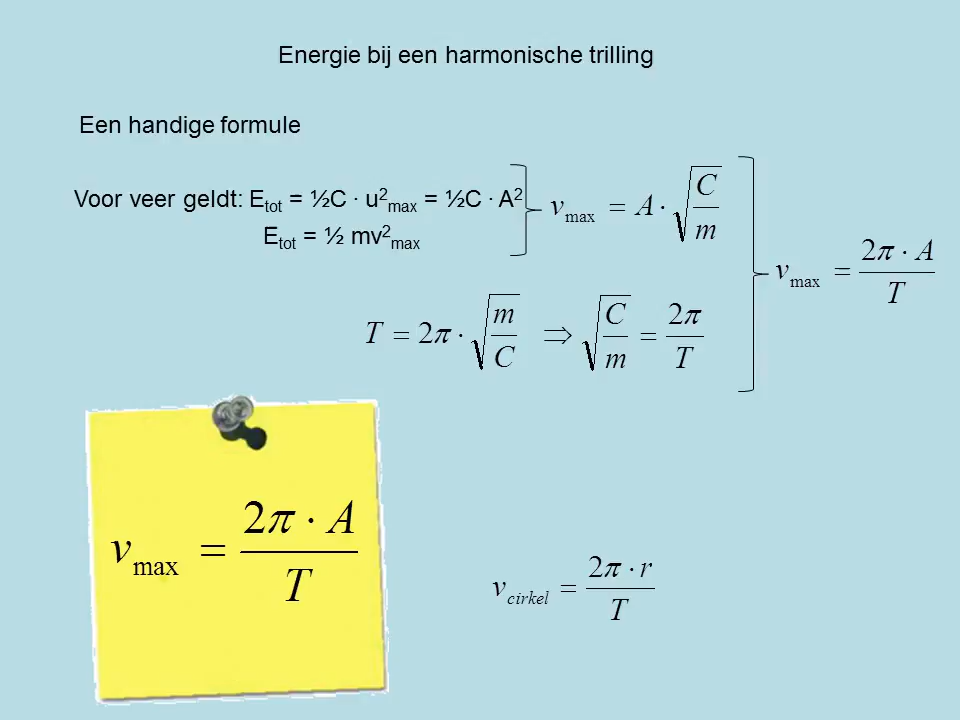 Energie bij een harmonische trilling
Een handige formule
Voor veer geldt: E_tot = ½C · u²_max = ½C · A²
E_tot = ½ mv²_max
v_max = A · √(C/m)
T = 2π · √(m/C) ⇒ √(C/m) = 2π/T
v_max = (2π · A)/T
v_max = (2π · A)/T
v_cirkel = (2π · r)/T